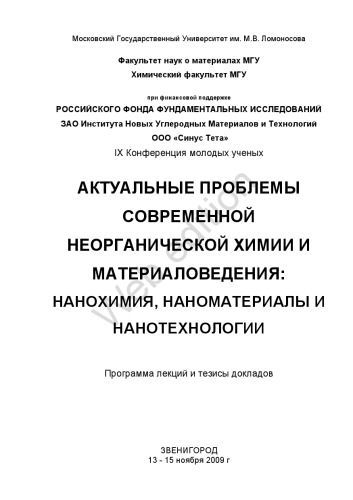 Московский Государственный Университет им. М.В. Ломоносова
Факультет наук о материалах МГУ
Химический факультет МГУ
при финансовой поддержке
РОССИЙСКОГО ФОНДА ФУНДАМЕНТАЛЬНЫХ ИССЛЕДОВАНИЙ
ЗАО Института Новых Углеродных Материалов и Технологий
ООО «Синус Тета»
IX Конференция молодых ученых
АКТУАЛЬНЫЕ ПРОБЛЕМЫ
СОВРЕМЕННОЙ
НЕОРГАНИЧЕСКОЙ ХИМИИ И
МАТЕРИАЛОВЕДЕНИЯ:
НАНОХИМИЯ, НАНОМАТЕРИАЛЫ И
НАНОТЕХНОЛОГИИ
Web edition
Программа лекций и тезисы докладов
ЗВЕНИГОРОД
13 - 15 ноября 2009 г